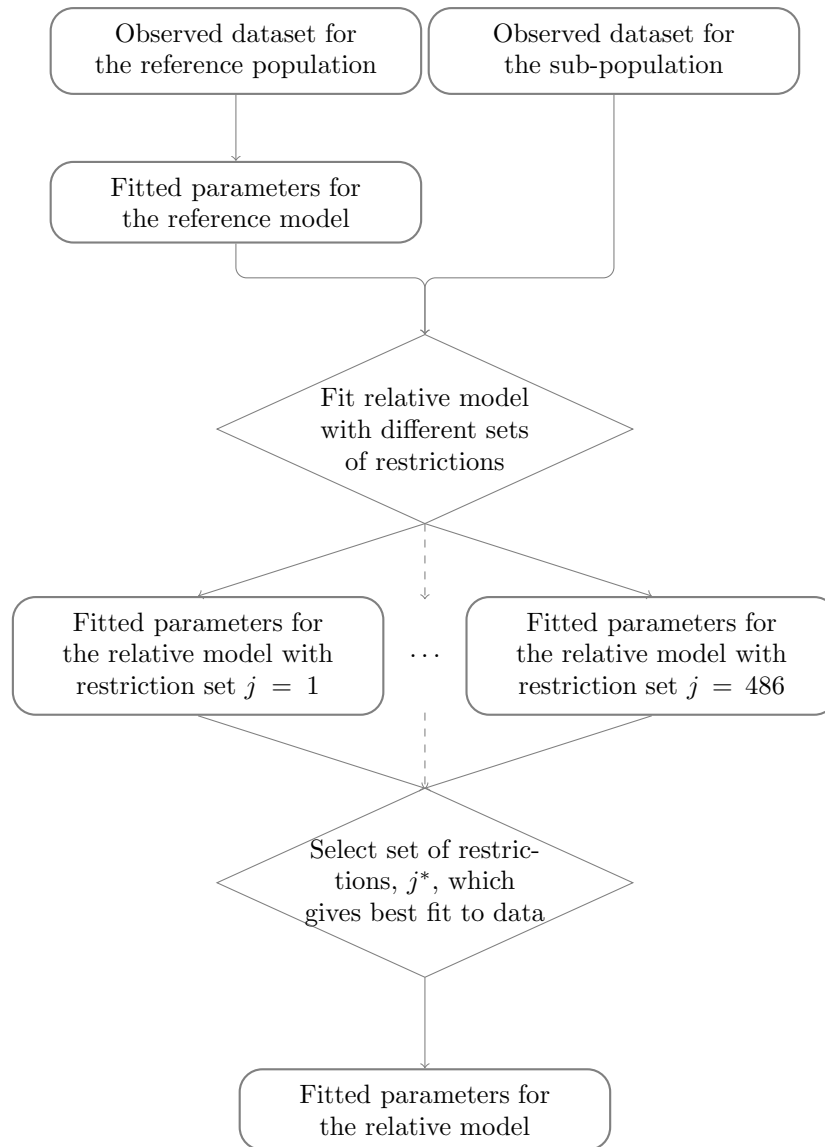 Observed dataset for
the reference population
Observed dataset for
the sub-population
Fitted parameters for
the reference model
Fit relative model
with different sets
of restrictions
Fitted parameters for
the relative model with
restriction set j = 1
...
Fitted parameters for
the relative model with
restriction set j = 486
Select set of restric-
tions, j*, which
gives best fit to data
Fitted parameters for
the relative model